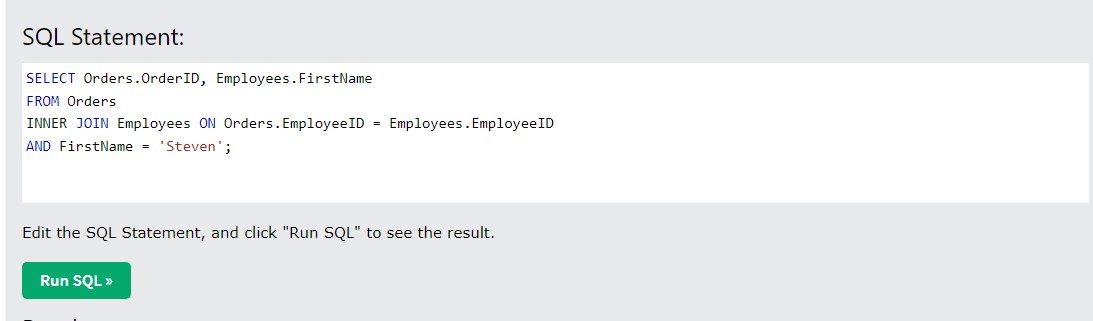 SQL Statement:
SELECT Orders.OrderID, Employees.FirstName
FROM Orders
INNER JOIN Employees ON Orders.EmployeeID = Employees.EmployeeID
AND FirstName = 'Steven';
Edit the SQL Statement, and click "Run SQL" to see the result.
Run SQL »